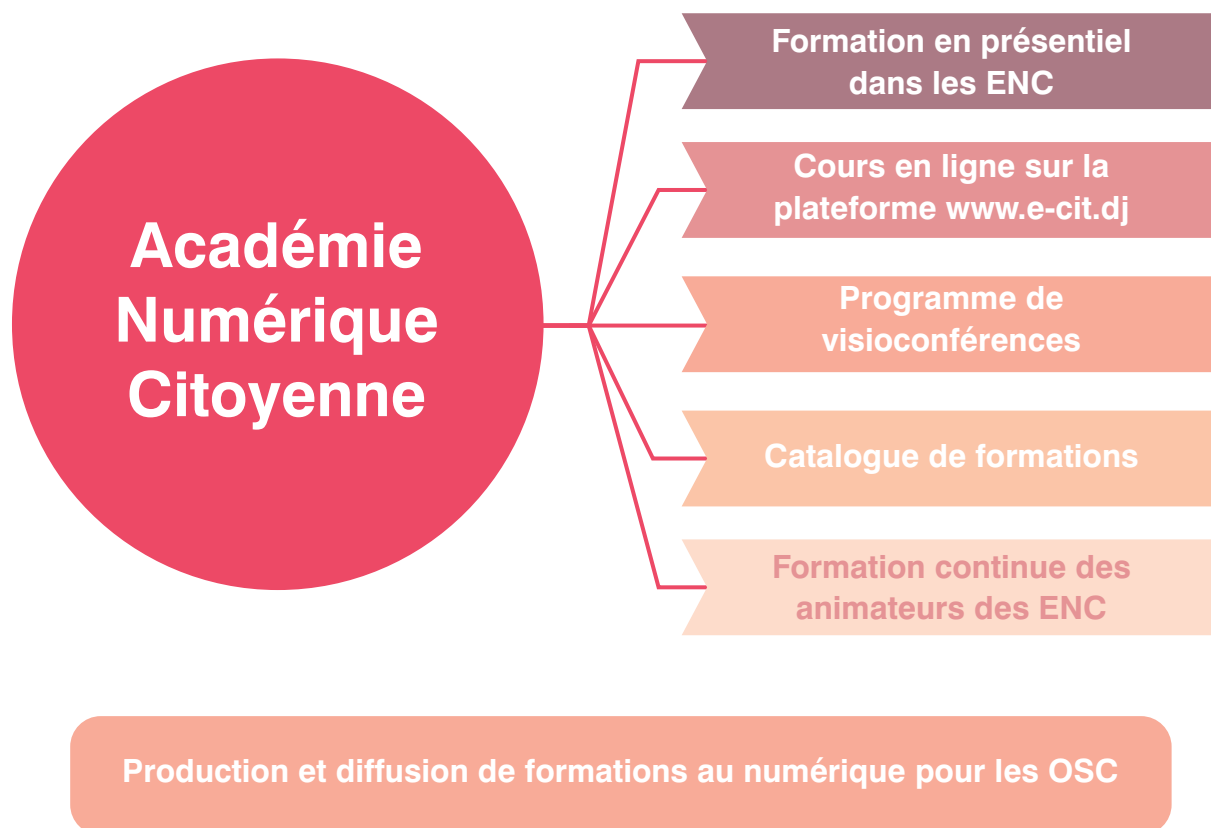 Académie
Numérique
Citoyenne
Formation en présentiel
dans les ENC
Cours en ligne sur la
plateforme www.e-cit.dj
Programme de
visioconférences
Catalogue de formations
Formation continue des
animateurs des ENC
Production et diffusion de formations au numérique pour les OSC